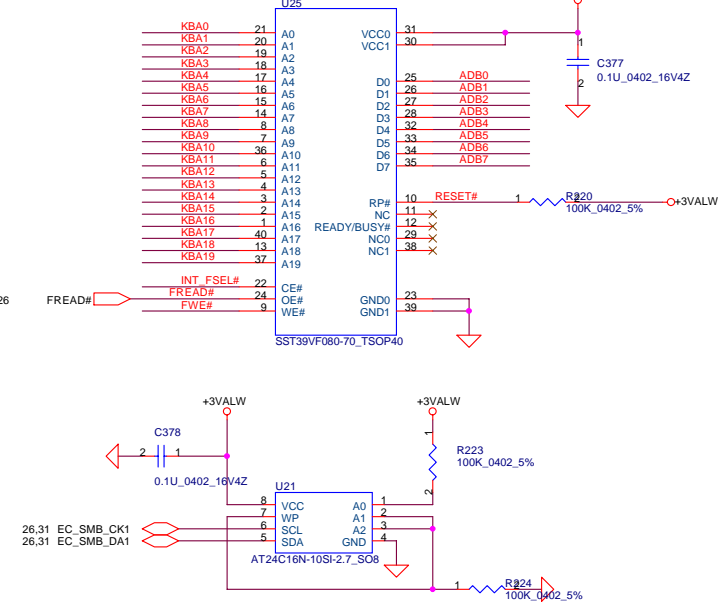 U25
KBA0 21 A0 VCC0 31
KBA1 20 A1 VCC1 30
KBA2 19 A2
KBA3 18 A3
KBA4 17 A4 D0 25 ADB0
KBA5 16 A5 D1 26 ADB1
KBA6 15 A6 D2 27 ADB2
KBA7 14 A7 D3 28 ADB3
KBA8 8 A8 D4 32 ADB4
KBA9 7 A9 D5 33 ADB5
KBA10 36 A10 D6 34 ADB6
KBA11 6 A11 D7 35 ADB7
KBA12 5 A12
KBA13 4 A13
KBA14 3 A14 RP# 10 RESET#
KBA15 2 A15 NC 11
KBA16 1 A16 READY/BUSY# 12
KBA17 40 A17 NC0 29
KBA18 13 A18 NC1 38
KBA19 37 A19
INT_FSEL# 22 CE#
26 FREAD# FREAD# 24 OE# GND0 23
FWE# 9 WE# GND1 39
SST39VF080-70_TSOP40
1
C377
0.1U_0402_16V4Z
2
1 R220 2 +3VALW
100K_0402_5%
+3VALW
C378
2 1
0.1U_0402_16V4Z
+3VALW
1
R223
100K_0402_5%
2
U21
8 VCC A0 1
7 WP A1 2
26,31 EC_SMB_CK1 6 SCL A2 3
26,31 EC_SMB_DA1 5 SDA GND 4
AT24C16N-10SI-2.7_SO8
1 R224 2
100K_0402_5%